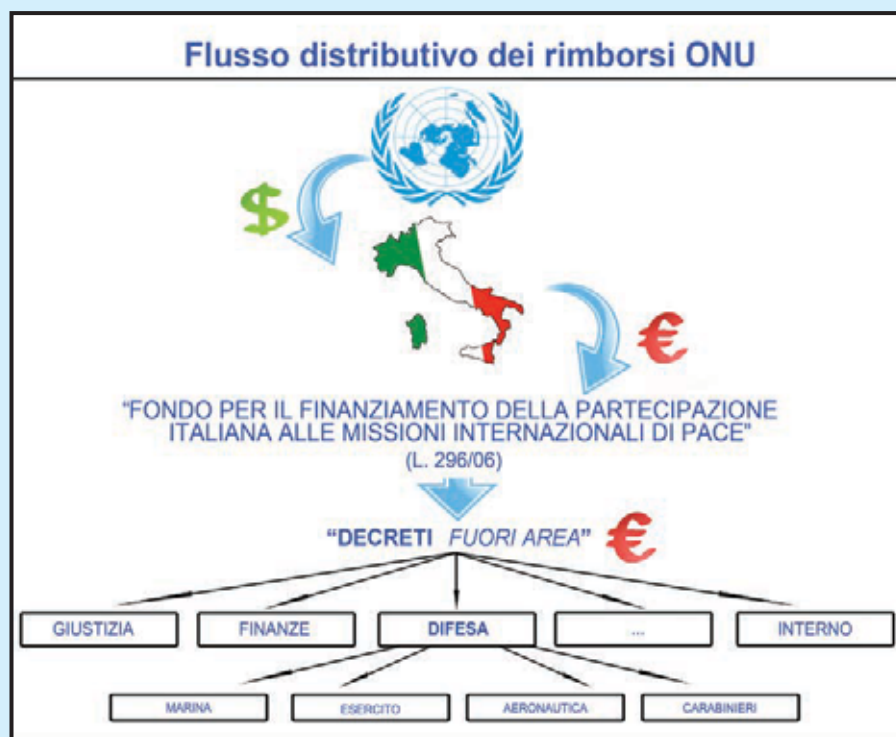 Flusso distributivo dei rimborsi ONU
$
€
“FONDO PER IL FINANZIAMENTO DELLA PARTECIPAZIONE
ITALIANA ALLE MISSIONI INTERNAZIONALI DI PACE”
(L. 296/06)
“DECRETI FUORI AREA” €
GIUSTIZIA FINANZE DIFESA ... INTERNO
MARINA ESERCITO AERONAUTICA CARABINIERI